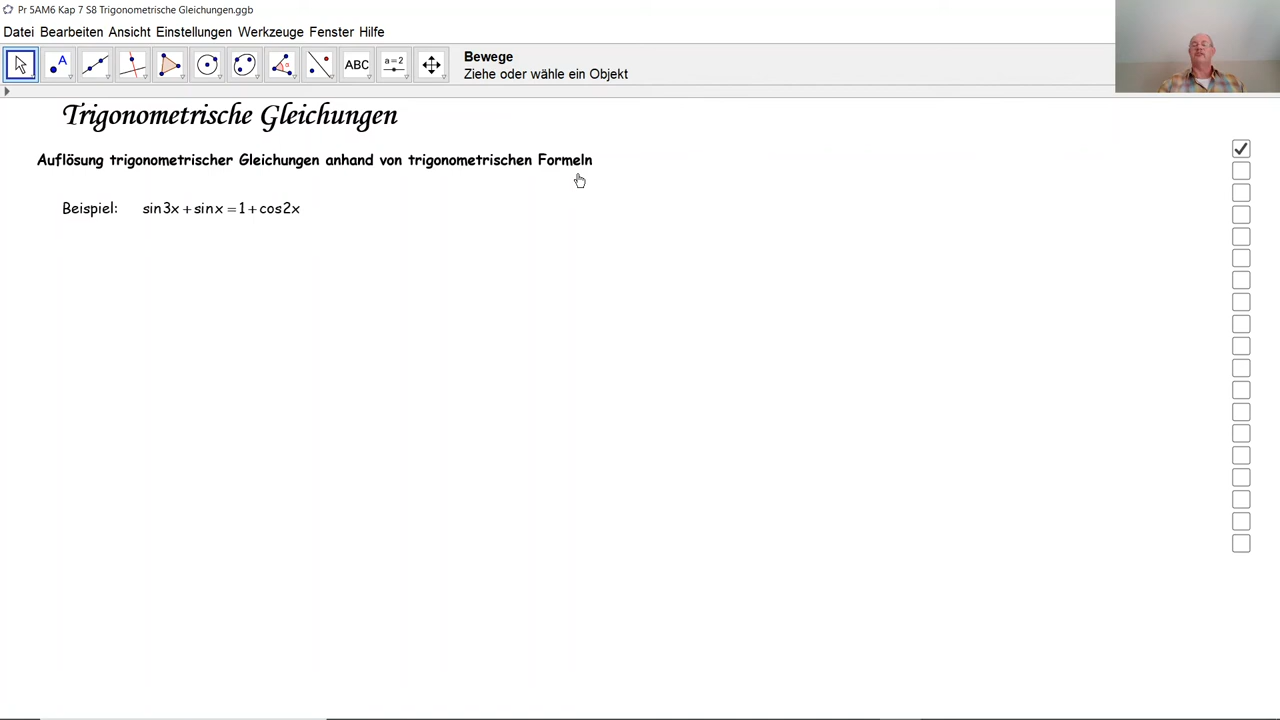 Pr 5AM6 Kap 7 S8 Trigonometrische Gleichungen.ggb
Datei Bearbeiten Ansicht Einstellungen Werkzeuge Fenster Hilfe
A
ABC
a=2
Bewege
Ziehe oder wähle ein Objekt
Trigonometrische Gleichungen
Auflösung trigonometrischer Gleichungen anhand von trigonometrischen Formeln
Beispiel: sin3x + sinx = 1 + cos2x